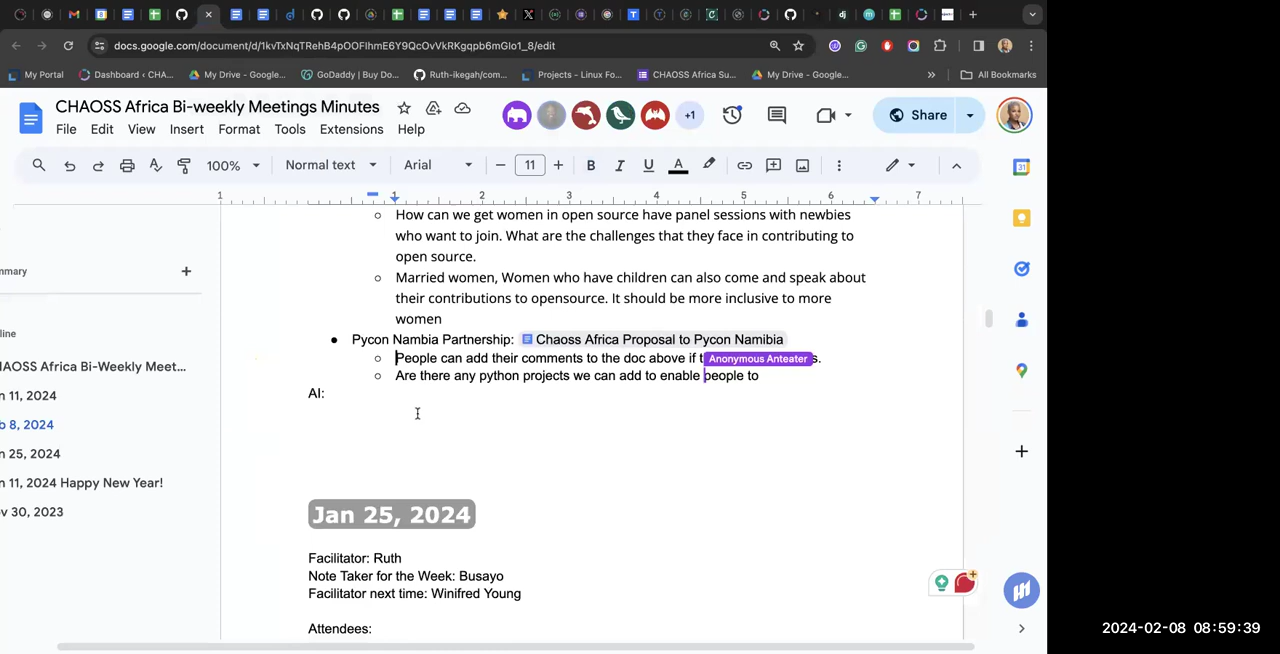 docs.google.com/document/d/1kvTxNqTRehB4pOOFlhmE6Y9QcOvVkRKgqpb6mGlo1_8/edit
My Portal
Dashboard ‹ CHA...
My Drive - Google...
GoDaddy | Buy Do...
Ruth-ikegah/com...
Projects - Linux Fo...
CHAOSS Africa Su...
My Drive - Google...
»
All Bookmarks
CHAOSS Africa Bi-weekly Meetings Minutes
+1
Share
File Edit View Insert Format Tools Extensions Help
100% Normal text Arial 11 B I U A
1 1 2 3 4 5 6 7
mmary
line
HAOSS Africa Bi-Weekly Meet...
n 11, 2024
b 8, 2024
n 25, 2024
n 11, 2024 Happy New Year!
v 30, 2023
How can we get women in open source have panel sessions with newbies
who want to join. What are the challenges that they face in contributing to
open source.
Married women, Women who have children can also come and speak about
their contributions to opensource. It should be more inclusive to more
women
Pycon Nambia Partnership: Chaoss Africa Proposal to Pycon Namibia
People can add their comments to the doc above if t Anonymous Anteater s.
Are there any python projects we can add to enable people to
AI:
Jan 25, 2024
Facilitator: Ruth
Note Taker for the Week: Busayo
Facilitator next time: Winifred Young
Attendees:
2024-02-08 08:59:39